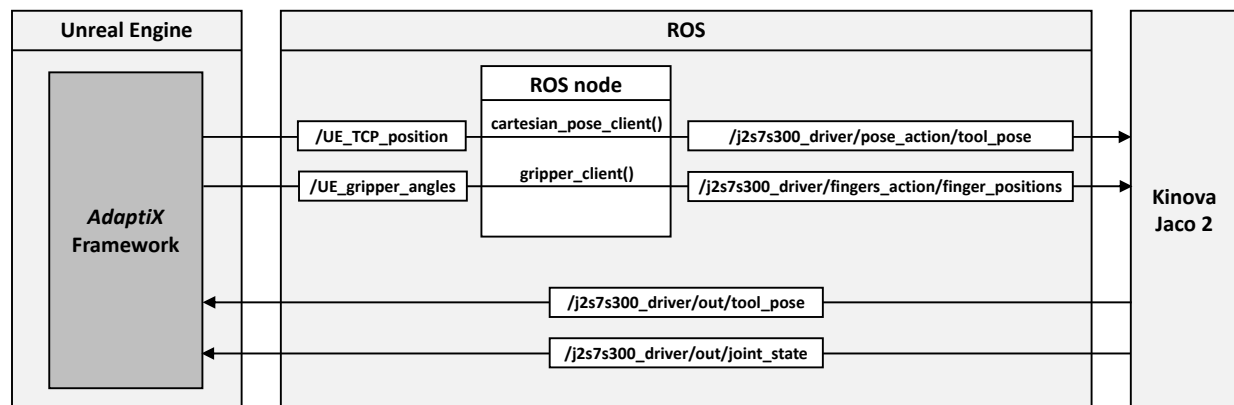 Unreal Engine
ROS
ROS node
/UE_TCP_position
cartesian_pose_client()
/j2s7s300_driver/pose_action/tool_pose
/UE_gripper_angles
gripper_client()
/j2s7s300_driver/fingers_action/finger_positions
AdaptiX
Framework
Kinova
Jaco 2
/j2s7s300_driver/out/tool_pose
/j2s7s300_driver/out/joint_state